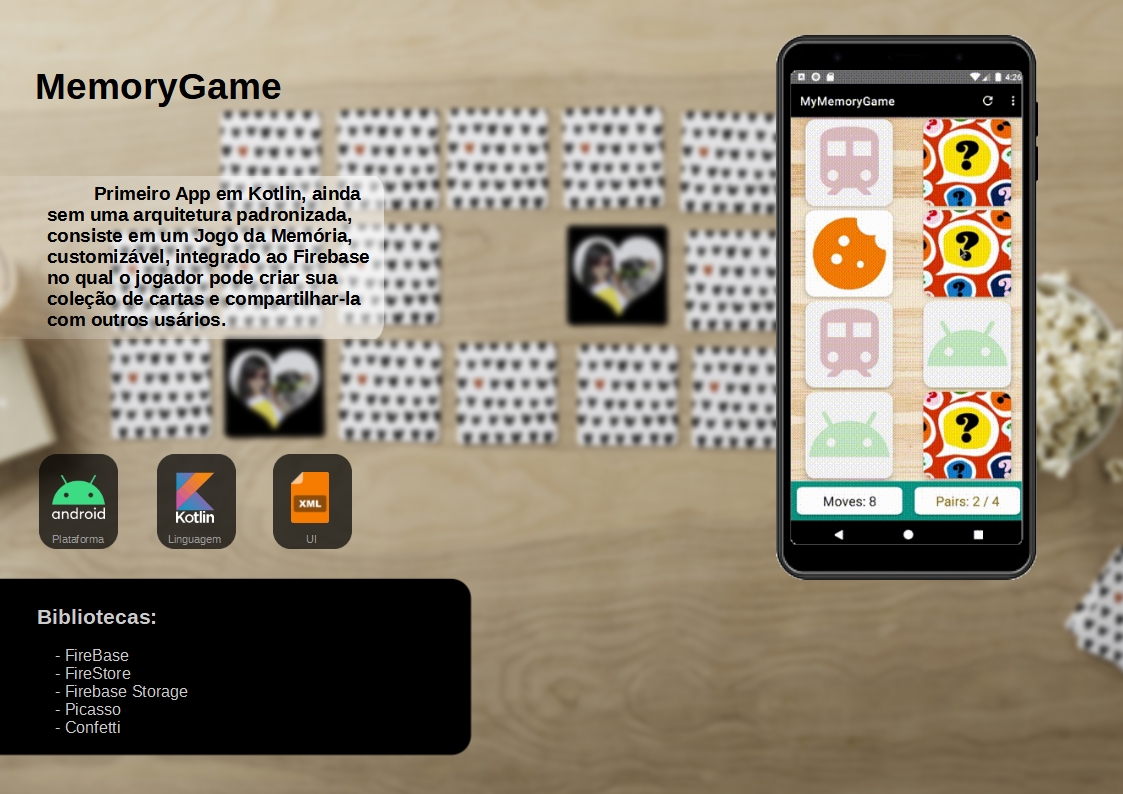 MemoryGame
Primeiro App em Kotlin, ainda
sem uma arquitetura padronizada,
consiste em um Jogo da Memória,
customizável, integrado ao Firebase
no qual o jogador pode criar sua
coleção de cartas e compartilhar-la
com outros usários.
android
Plataforma
Kotlin
Linguagem
XML
UI
Bibliotecas:
- FireBase
- FireStore
- Firebase Storage
- Picasso
- Confetti
4:26
MyMemoryGame
?
?
?
Moves: 8
Pairs: 2 / 4